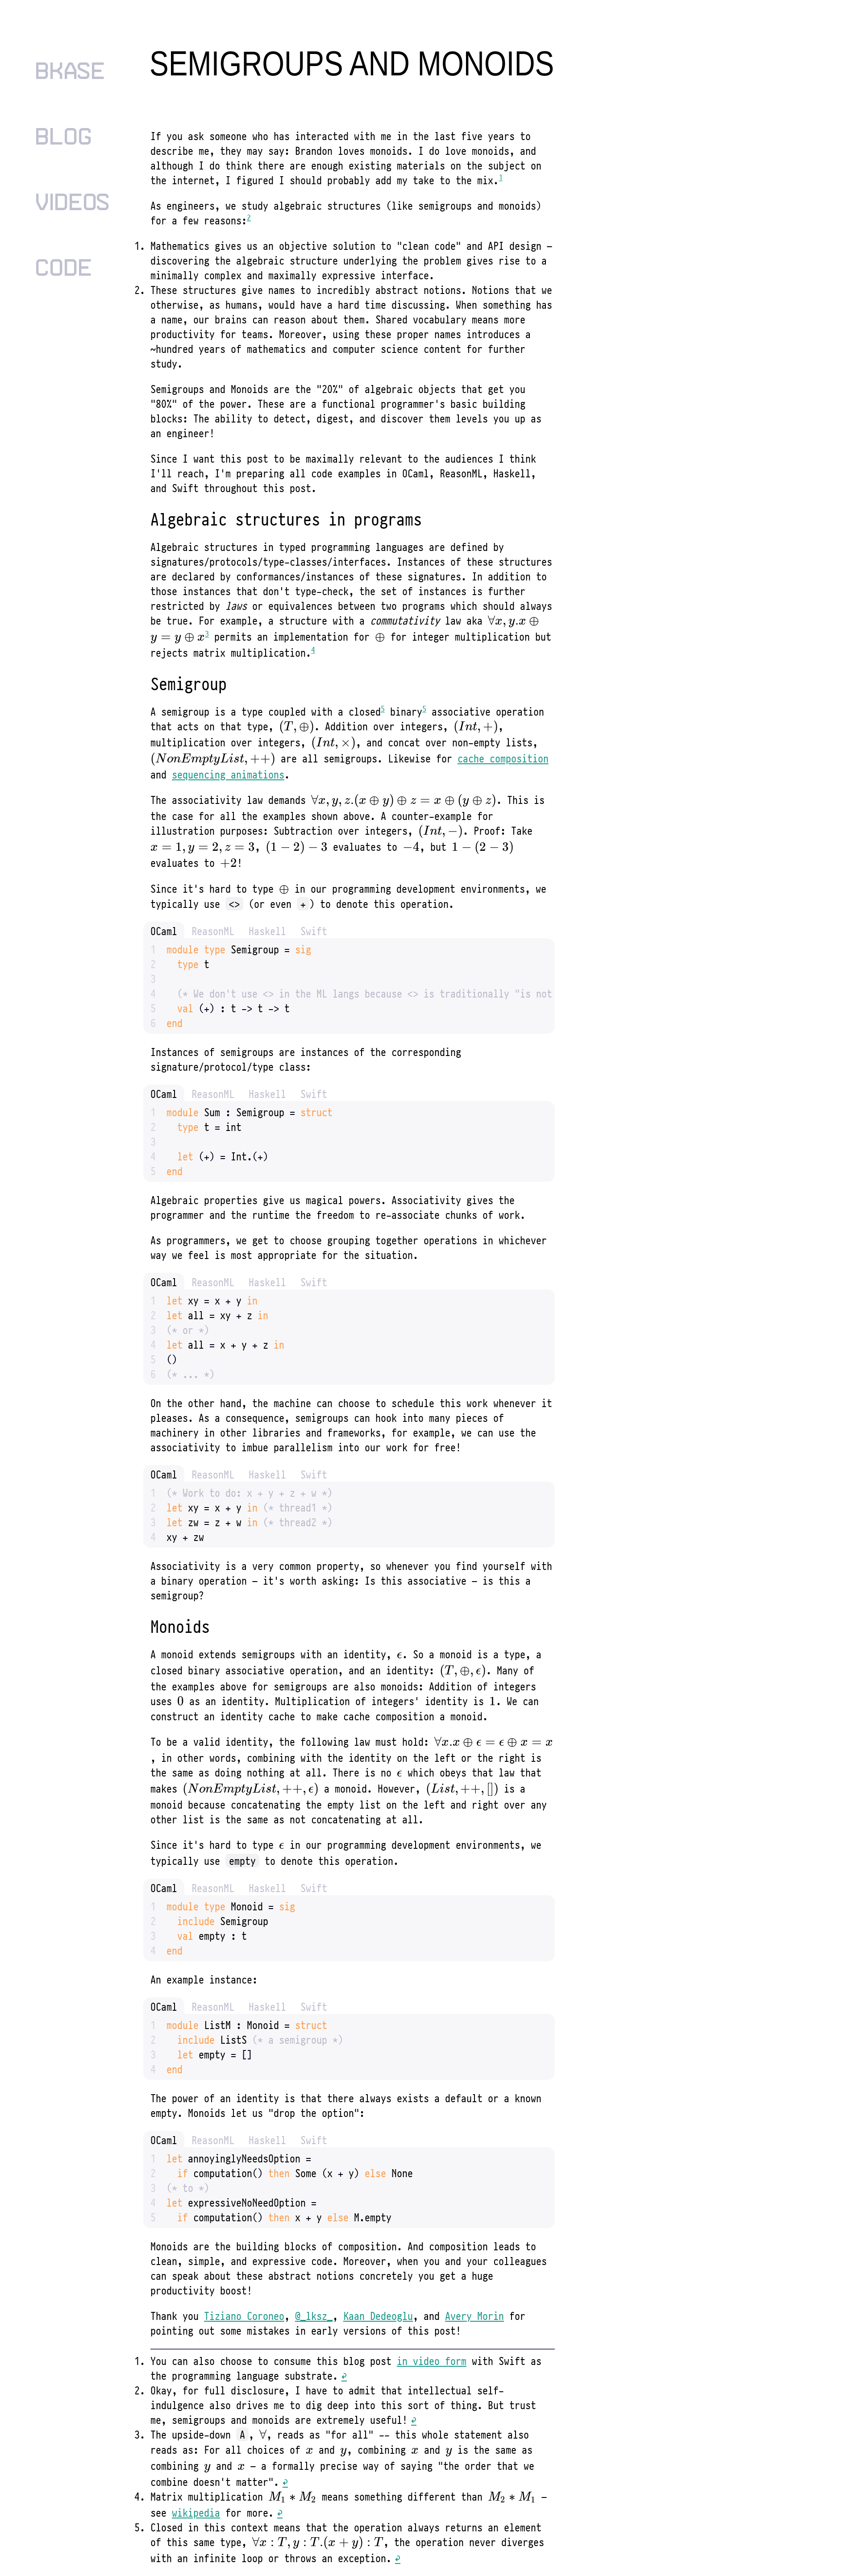 BKASE
BLOG
VIDEOS
CODE
SEMIGROUPS AND MONOIDS
If you ask someone who has interacted with me in the last five years to
describe me, they may say: Brandon loves monoids. I do love monoids, and
although I do think there are enough existing materials on the subject on
the internet, I figured I should probably add my take to the mix.1
As engineers, we study algebraic structures (like semigroups and monoids)
for a few reasons:2
1. Mathematics gives us an objective solution to "clean code" and API design –
discovering the algebraic structure underlying the problem gives rise to a
minimally complex and maximally expressive interface.
2. These structures give names to incredibly abstract notions. Notions that we
otherwise, as humans, would have a hard time discussing. When something has
a name, our brains can reason about them. Shared vocabulary means more
productivity for teams. Moreover, using these proper names introduces a
~hundred years of mathematics and computer science content for further
study.
Semigroups and Monoids are the "20%" of algebraic objects that get you
"80%" of the power. These are a functional programmer's basic building
blocks: The ability to detect, digest, and discover them levels you up as
an engineer!
Since I want this post to be maximally relevant to the audiences I think
I'll reach, I'm preparing all code examples in OCaml, ReasonML, Haskell,
and Swift throughout this post.
Algebraic structures in programs
Algebraic structures in typed programming languages are defined by
signatures/protocols/type-classes/interfaces. Instances of these structures
are declared by conformances/instances of these signatures. In addition to
those instances that don't type-check, the set of instances is further
restricted by laws or equivalences between two programs which should always
be true. For example, a structure with a commutativity law aka ∀x, y.x ⊕
y = y ⊕ x3 permits an implementation for ⊕ for integer multiplication but
rejects matrix multiplication.4
Semigroup
A semigroup is a type coupled with a closed5 binary5 associative operation
that acts on that type, (T, ⊕). Addition over integers, (Int, +),
multiplication over integers, (Int, ×), and concat over non-empty lists,
(NonEmptyList, ++) are all semigroups. Likewise for cache composition
and sequencing animations.
The associativity law demands ∀x, y, z.(x ⊕ y) ⊕ z = x ⊕ (y ⊕ z). This is
the case for all the examples shown above. A counter-example for
illustration purposes: Subtraction over integers, (Int, −). Proof: Take
x = 1, y = 2, z = 3, (1 − 2) − 3 evaluates to −4, but 1 − (2 − 3)
evaluates to +2!
Since it's hard to type ⊕ in our programming development environments, we
typically use <> (or even + ) to denote this operation.
OCaml ReasonML Haskell Swift
1 module type Semigroup = sig
2   type t
3
4   (* We don't use <> in the ML langs because <> is traditionally "is not
5   val (+) : t -> t -> t
6 end
Instances of semigroups are instances of the corresponding
signature/protocol/type class:
OCaml ReasonML Haskell Swift
1 module Sum : Semigroup = struct
2   type t = int
3
4   let (+) = Int.(+)
5 end
Algebraic properties give us magical powers. Associativity gives the
programmer and the runtime the freedom to re-associate chunks of work.
As programmers, we get to choose grouping together operations in whichever
way we feel is most appropriate for the situation.
OCaml ReasonML Haskell Swift
1 let xy = x + y in
2 let all = xy + z in
3 (* or *)
4 let all = x + y + z in
5 ()
6 (* ... *)
On the other hand, the machine can choose to schedule this work whenever it
pleases. As a consequence, semigroups can hook into many pieces of
machinery in other libraries and frameworks, for example, we can use the
associativity to imbue parallelism into our work for free!
OCaml ReasonML Haskell Swift
1 (* Work to do: x + y + z + w *)
2 let xy = x + y in (* thread1 *)
3 let zw = z + w in (* thread2 *)
4 xy + zw
Associativity is a very common property, so whenever you find yourself with
a binary operation – it's worth asking: Is this associative – is this a
semigroup?
Monoids
A monoid extends semigroups with an identity, ϵ. So a monoid is a type, a
closed binary associative operation, and an identity: (T, ⊕, ϵ). Many of
the examples above for semigroups are also monoids: Addition of integers
uses 0 as an identity. Multiplication of integers' identity is 1. We can
construct an identity cache to make cache composition a monoid.
To be a valid identity, the following law must hold: ∀x.x ⊕ ϵ = ϵ ⊕ x = x
, in other words, combining with the identity on the left or the right is
the same as doing nothing at all. There is no ϵ which obeys that law that
makes (NonEmptyList, ++, ϵ) a monoid. However, (List, ++, []) is a
monoid because concatenating the empty list on the left and right over any
other list is the same as not concatenating at all.
Since it's hard to type ϵ in our programming development environments, we
typically use empty to denote this operation.
OCaml ReasonML Haskell Swift
1 module type Monoid = sig
2   include Semigroup
3   val empty : t
4 end
An example instance:
OCaml ReasonML Haskell Swift
1 module ListM : Monoid = struct
2   include ListS (* a semigroup *)
3   let empty = []
4 end
The power of an identity is that there always exists a default or a known
empty. Monoids let us "drop the option":
OCaml ReasonML Haskell Swift
1 let annoyinglyNeedsOption =
2   if computation() then Some (x + y) else None
3 (* to *)
4 let expressiveNoNeedOption =
5   if computation() then x + y else M.empty
Monoids are the building blocks of composition. And composition leads to
clean, simple, and expressive code. Moreover, when you and your colleagues
can speak about these abstract notions concretely you get a huge
productivity boost!
Thank you Tiziano Coroneo, @_lksz_, Kaan Dedeoglu, and Avery Morin for
pointing out some mistakes in early versions of this post!
1. You can also choose to consume this blog post in video form with Swift as
the programming language substrate. ↩
2. Okay, for full disclosure, I have to admit that intellectual self-
indulgence also drives me to dig deep into this sort of thing. But trust
me, semigroups and monoids are extremely useful! ↩
3. The upside-down A , ∀, reads as "for all" -- this whole statement also
reads as: For all choices of x and y, combining x and y is the same as
combining y and x – a formally precise way of saying "the order that we
combine doesn't matter". ↩
4. Matrix multiplication M1 ∗ M2 means something different than M2 ∗ M1 –
see wikipedia for more. ↩
5. Closed in this context means that the operation always returns an element
of this same type, ∀x : T, y : T.(x + y) : T, the operation never diverges
with an infinite loop or throws an exception. ↩